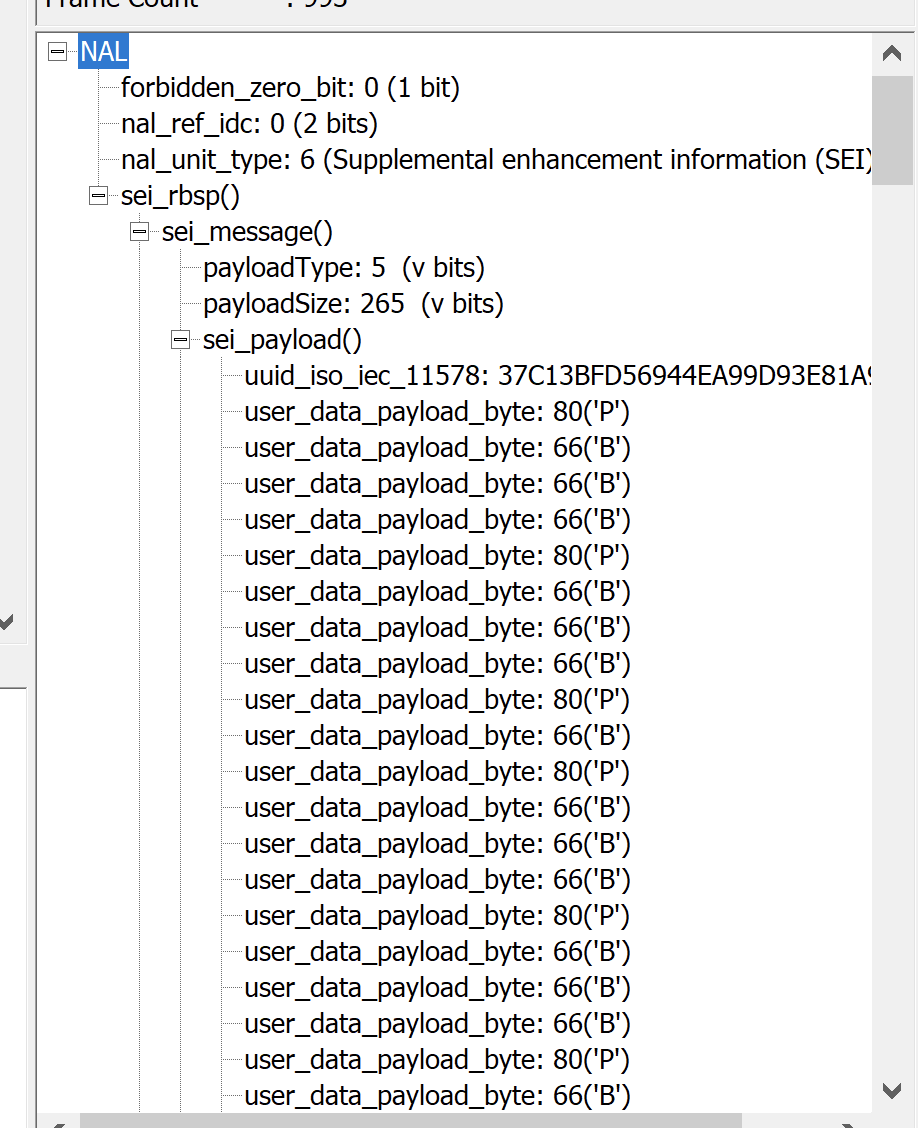 Frame Count : 993
NAL
forbidden_zero_bit: 0 (1 bit)
nal_ref_idc: 0 (2 bits)
nal_unit_type: 6 (Supplemental enhancement information (SEI)
sei_rbsp()
sei_message()
payloadType: 5 (v bits)
payloadSize: 265 (v bits)
sei_payload()
uuid_iso_iec_11578: 37C13BFD56944EA99D93E81A9
user_data_payload_byte: 80('P')
user_data_payload_byte: 66('B')
user_data_payload_byte: 66('B')
user_data_payload_byte: 66('B')
user_data_payload_byte: 80('P')
user_data_payload_byte: 66('B')
user_data_payload_byte: 66('B')
user_data_payload_byte: 66('B')
user_data_payload_byte: 80('P')
user_data_payload_byte: 66('B')
user_data_payload_byte: 80('P')
user_data_payload_byte: 66('B')
user_data_payload_byte: 66('B')
user_data_payload_byte: 66('B')
user_data_payload_byte: 80('P')
user_data_payload_byte: 66('B')
user_data_payload_byte: 66('B')
user_data_payload_byte: 66('B')
user_data_payload_byte: 80('P')
user_data_payload_byte: 66('B')